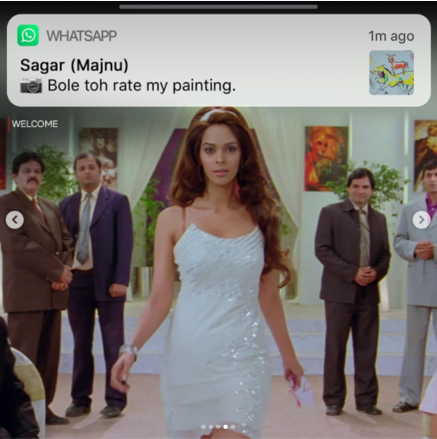 WHATSAPP
1m ago
Sagar (Majnu)
📷 Bole toh rate my painting.
WELCOME